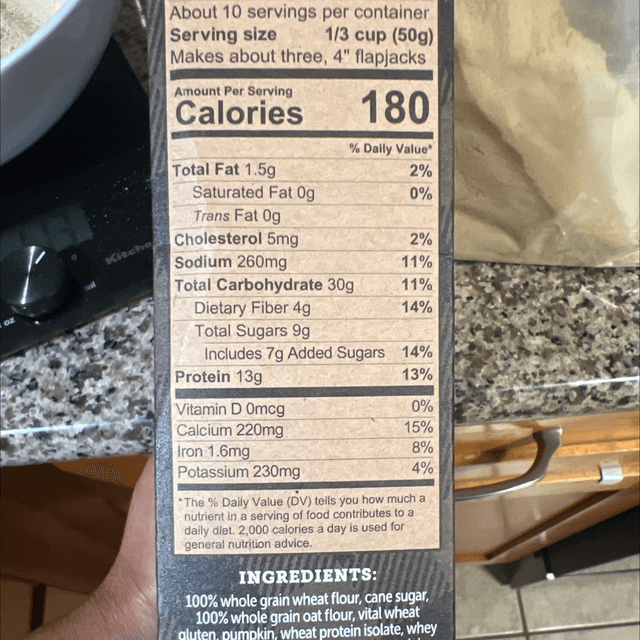 About 10 servings per container
Serving size 1/3 cup (50g)
Makes about three, 4" flapjacks
Amount Per Serving
Calories 180
% Daily Value*
Total Fat 1.5g 2%
Saturated Fat 0g 0%
Trans Fat 0g
Cholesterol 5mg 2%
Sodium 260mg 11%
Total Carbohydrate 30g 11%
Dietary Fiber 4g 14%
Total Sugars 9g
Includes 7g Added Sugars 14%
Protein 13g 13%
Vitamin D 0mcg 0%
Calcium 220mg 15%
Iron 1.6mg 8%
Potassium 230mg 4%
*The % Daily Value (DV) tells you how much a
nutrient in a serving of food contributes to a
daily diet. 2,000 calories a day is used for
general nutrition advice.
INGREDIENTS:
100% whole grain wheat flour, cane sugar,
100% whole grain oat flour, vital wheat
gluten, pumpkin, wheat protein isolate, whey
oz